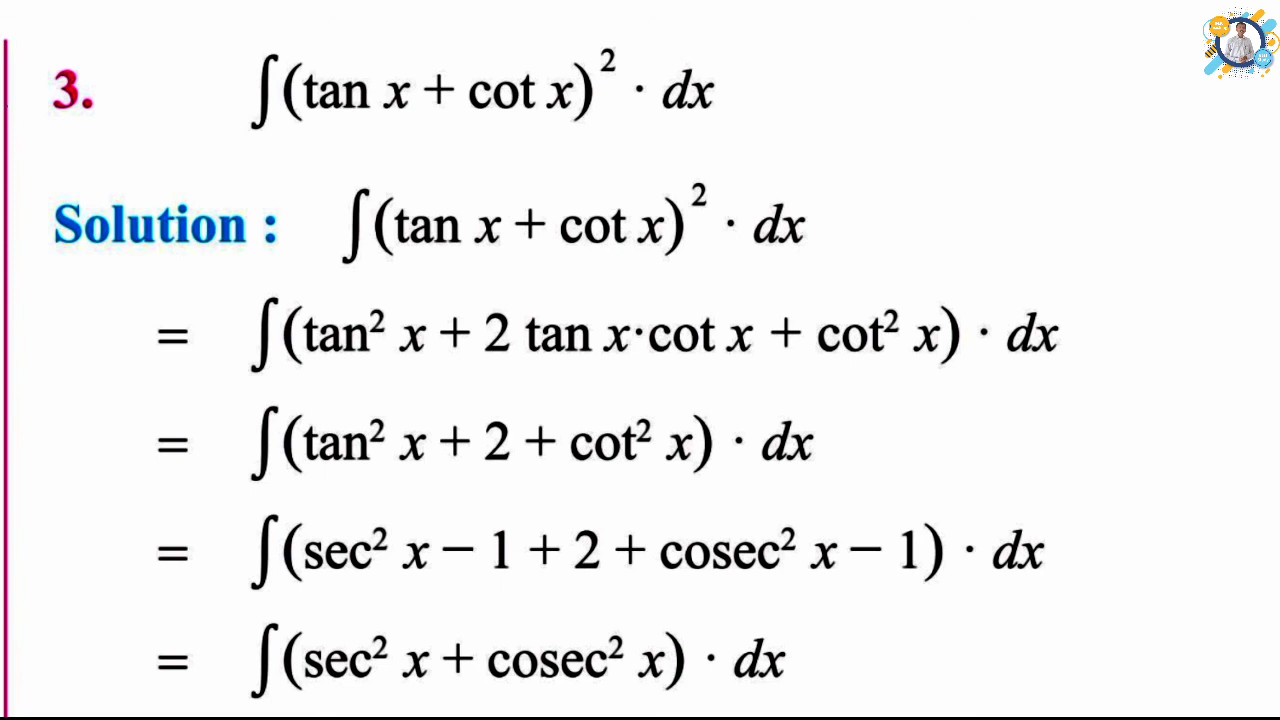 3. ∫(tan x + cot x)² · dx
Solution : ∫(tan x + cot x)² · dx
= ∫(tan² x + 2 tan x·cot x + cot² x) · dx
= ∫(tan² x + 2 + cot² x) · dx
= ∫(sec² x − 1 + 2 + cosec² x − 1) · dx
= ∫(sec² x + cosec² x) · dx